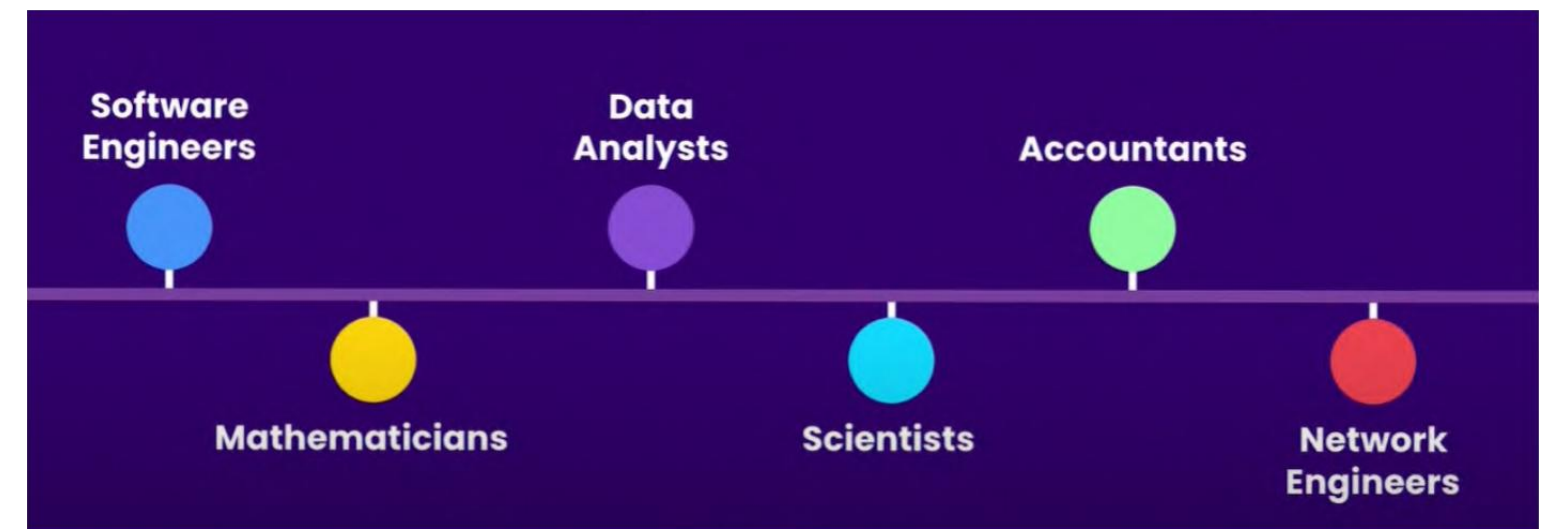 Software
Engineers
Data
Analysts
Accountants
Mathematicians
Scientists
Network
Engineers